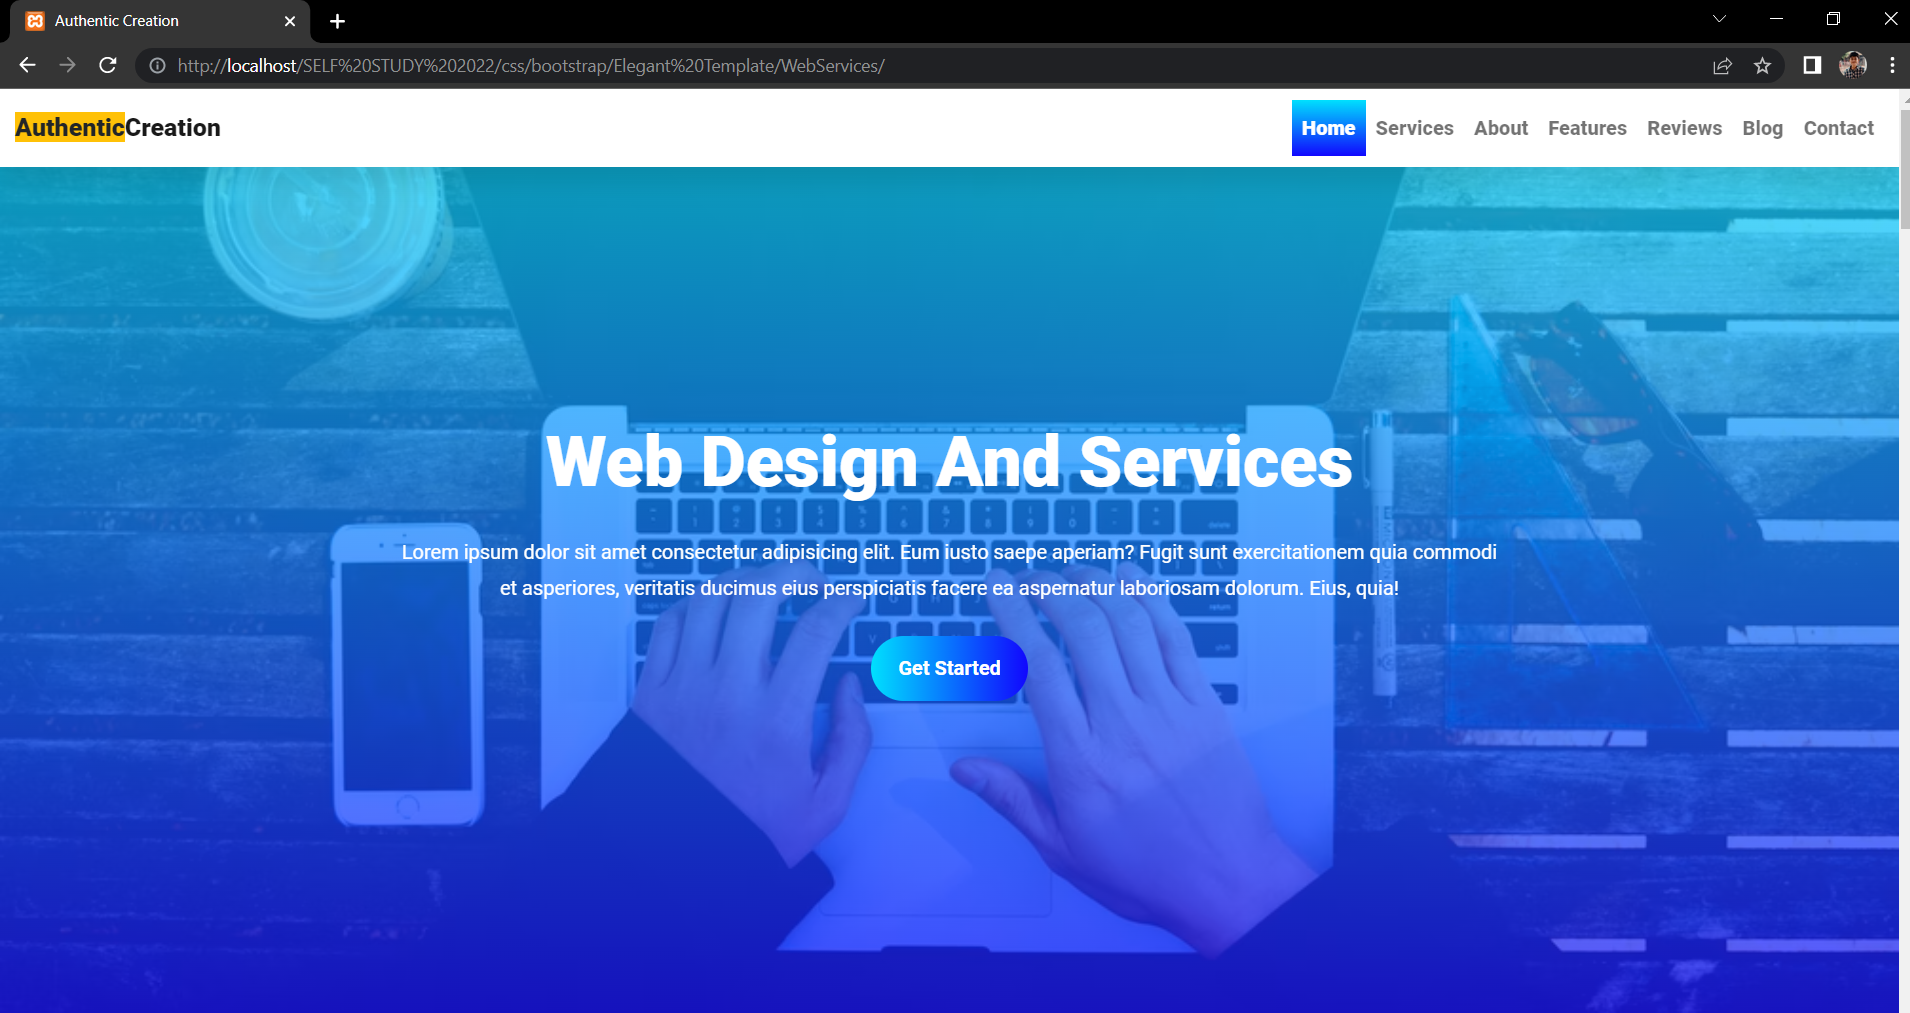 Authentic Creation
http://localhost/SELF%20STUDY%202022/css/bootstrap/Elegant%20Template/WebServices/
AuthenticCreation
Home Services About Features Reviews Blog Contact
Web Design And Services
Lorem ipsum dolor sit amet consectetur adipisicing elit. Eum iusto saepe aperiam? Fugit sunt exercitationem quia commodi
et asperiores, veritatis ducimus eius perspiciatis facere ea aspernatur laboriosam dolorum. Eius, quia!
Get Started